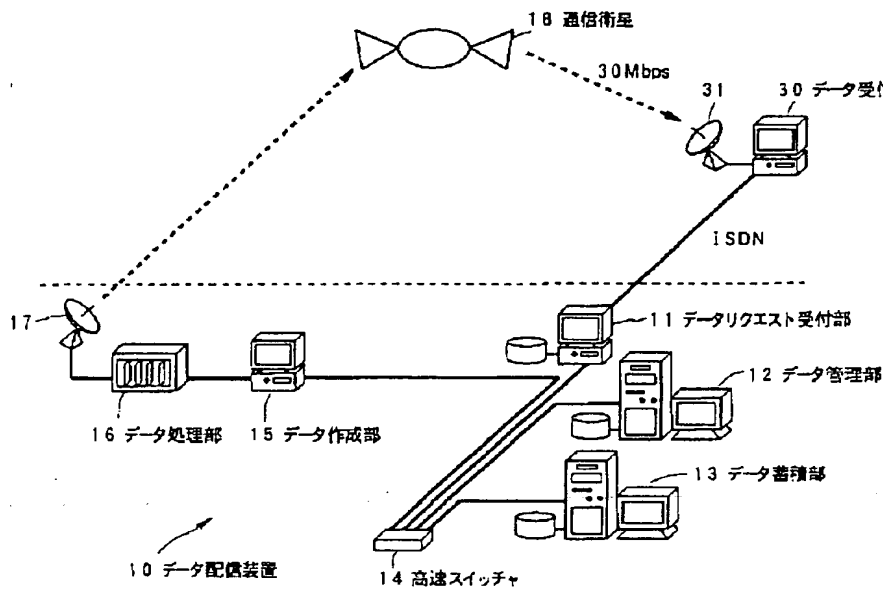 18 通信衛星
30Mbps
31
30 データ受付
ISDN
17
11 データリクエスト受付部
12 データ管理部
16 データ処理部
15 データ作成部
13 データ蓄積部
10 データ配信装置
14 高速スイッチャ